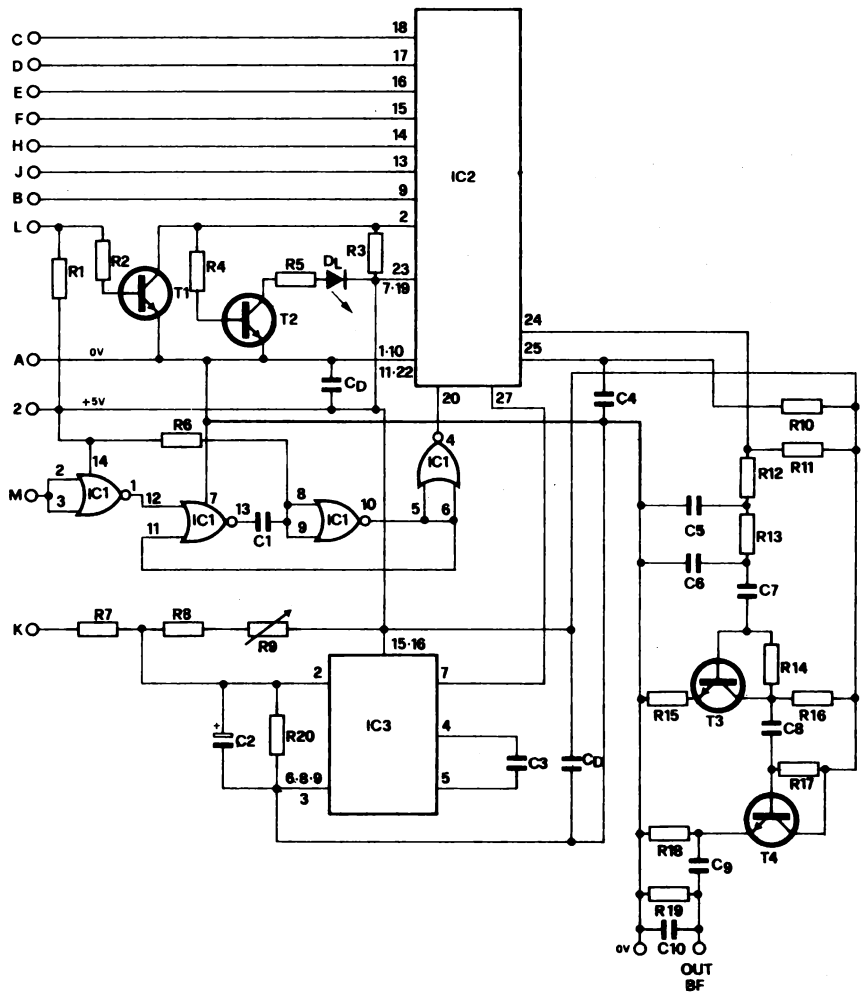 C 18
D 17
E 16
F 15
H 14
J 13
B 9
IC2
L 2
R1
R2
T1
R4
R5
DL
R3
23
7·19
T2
24
25
A 0V 1·10
11·22
CD
20
27
C4
2 +5V
R10
R6
4
R11
14
IC1
R12
M 2
3
IC1
1
12
7
11
IC1
13
C1
8
9
IC1
10
5
6
C5
R13
C6
C7
K R7
R8
R9
15·16
2
7
R14
IC3
R15
T3
R16
+
C2
R20
4
C3
CD
C8
6·8·9
3
5
R17
R18
T4
C9
R19
0V
C10
OUT
BF